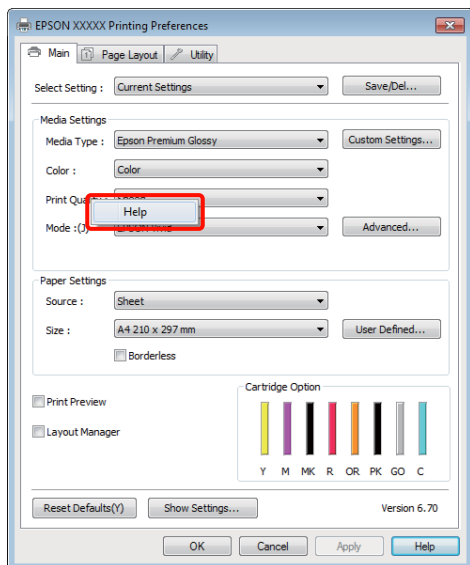 EPSON XXXXX Printing Preferences
Main Page Layout Utility
Select Setting : Current Settings Save/Del...
Media Settings
Media Type : Epson Premium Glossy Custom Settings...
Color : Color
Print
Help
Mode :(J) Advanced...
Paper Settings
Source : Sheet
Size : A4 210 x 297 mm User Defined...
Borderless
Cartridge Option
Print Preview
Layout Manager
Y M MK R OR PK GO C
Reset Defaults(Y) Show Settings... Version 6.70
OK Cancel Apply Help